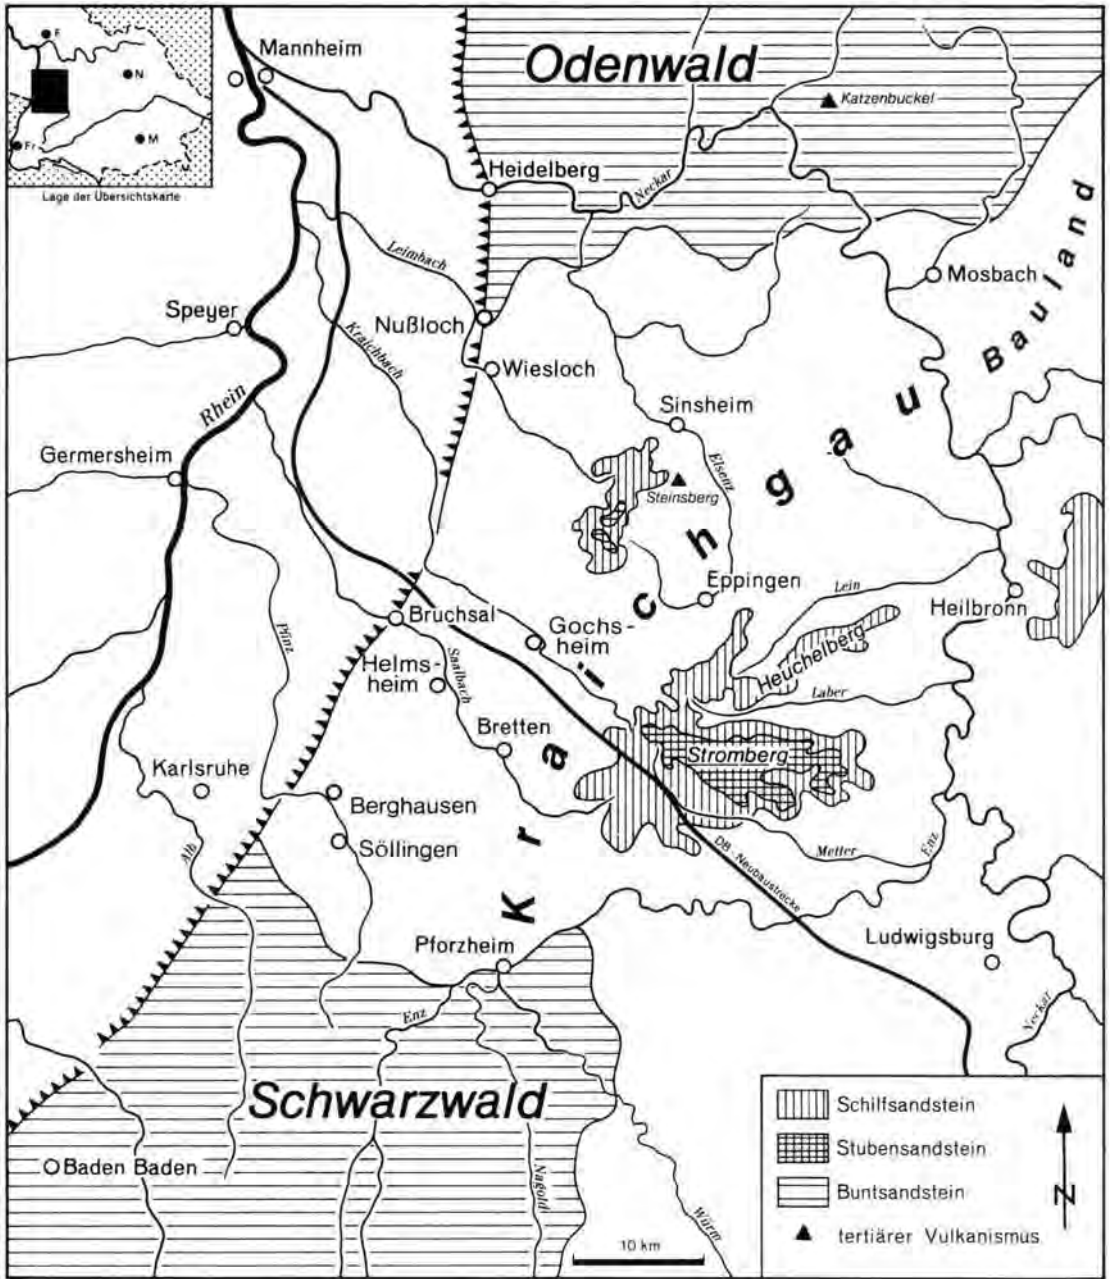 F
N
Fr
M
Lage der Übersichtskarte
Mannheim
Odenwald
Katzenbuckel
Heidelberg
Neckar
Leimbach
Mosbach
Bauland
Speyer
Nußloch
Kraichbach
Wiesloch
Rhein
Sinsheim
Germersheim
Elsenz
Steinsberg
Kraichgau
Eppingen
Lein
Heilbronn
Bruchsal
Gochs-
heim
Pfinz
Helms-
heim
Saalbach
Heuchelberg
Laber
Bretten
Stromberg
Karlsruhe
Berghausen
Söllingen
Alb
Metter
Enz
DB - Neubaustrecke
Pforzheim
Ludwigsburg
Enz
Neckar
Schwarzwald
Baden Baden
Nagold
Würm
10 km
Schilfsandstein
Stubensandstein
Buntsandstein
tertiärer Vulkanismus
N